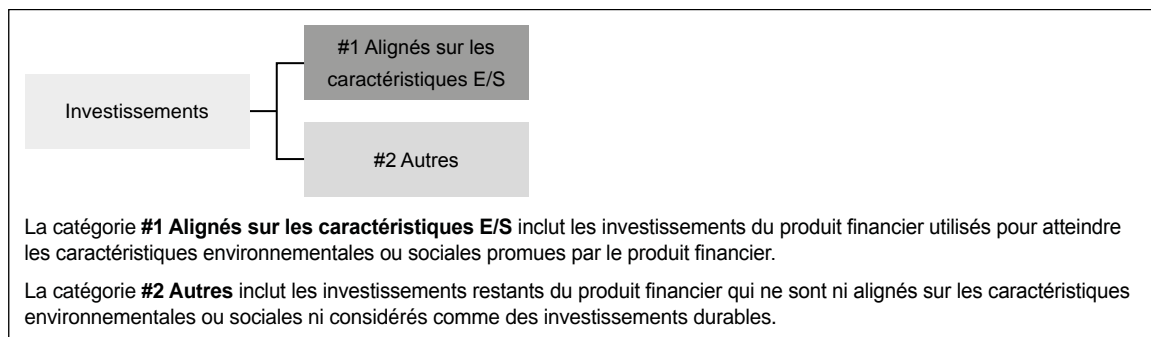 #1 Alignés sur les
caractéristiques E/S
Investissements
#2 Autres
La catégorie #1 Alignés sur les caractéristiques E/S inclut les investissements du produit financier utilisés pour atteindre
les caractéristiques environnementales ou sociales promues par le produit financier.
La catégorie #2 Autres inclut les investissements restants du produit financier qui ne sont ni alignés sur les caractéristiques
environnementales ou sociales ni considérés comme des investissements durables.